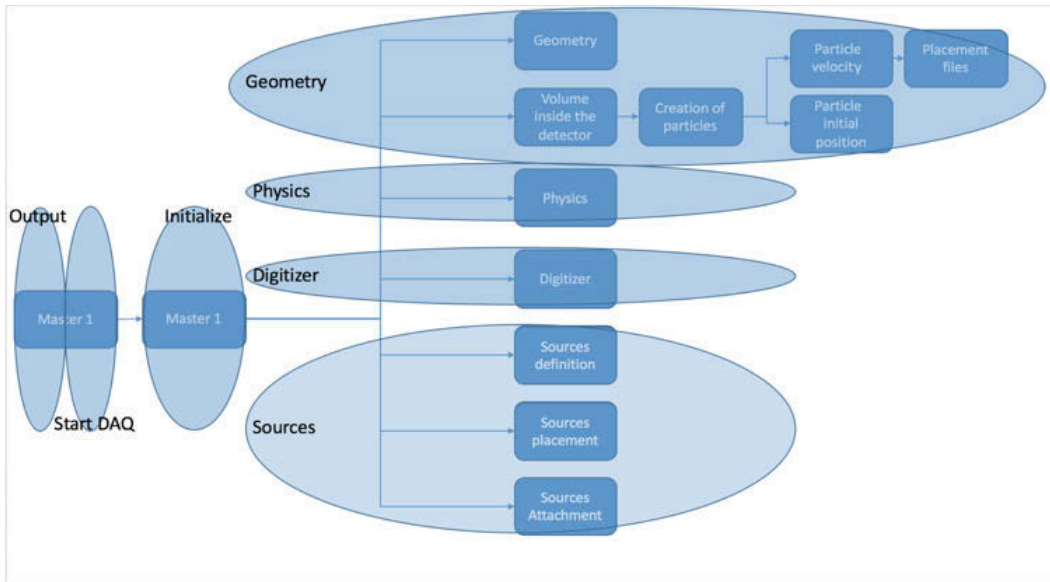 Geometry
Geometry
Volume
inside the
detector
Creation of
particles
Particle
velocity
Placement
files
Particle
initial
position
Physics
Physics
Output
Initialize
Digitizer
Digitizer
Master 1
Master 1
Start DAQ
Sources
Sources
definition
Sources
placement
Sources
Attachment